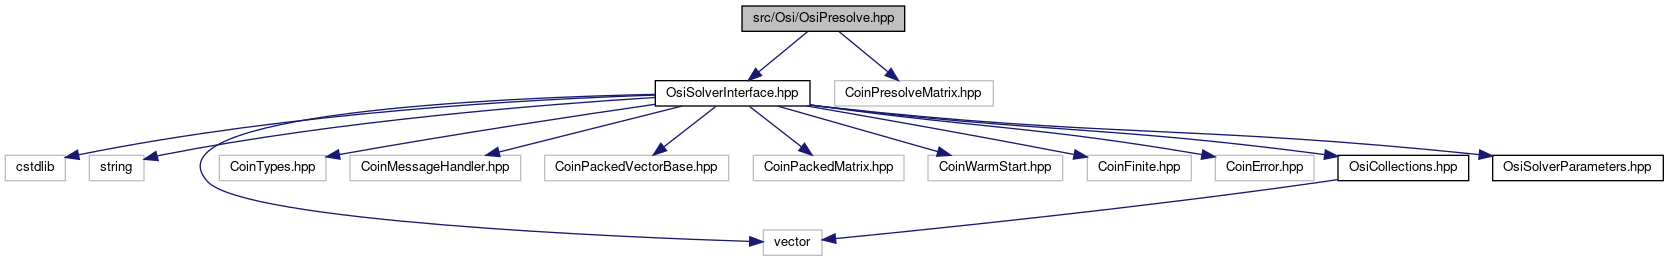 src/Osi/OsiPresolve.hpp
OsiSolverInterface.hpp
CoinPresolveMatrix.hpp
cstdlib
string
CoinTypes.hpp
CoinMessageHandler.hpp
CoinPackedVectorBase.hpp
CoinPackedMatrix.hpp
CoinWarmStart.hpp
CoinFinite.hpp
CoinError.hpp
OsiCollections.hpp
OsiSolverParameters.hpp
vector